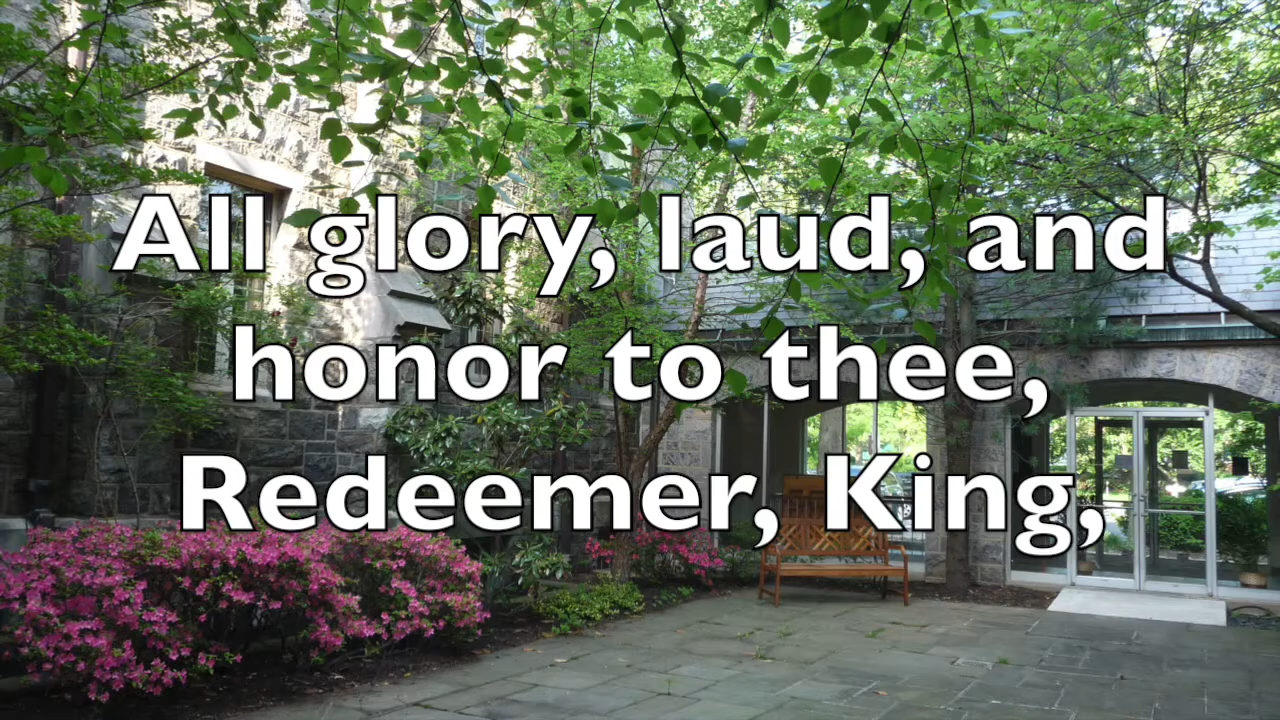 All glory, laud, and
honor to thee,
Redeemer, King,